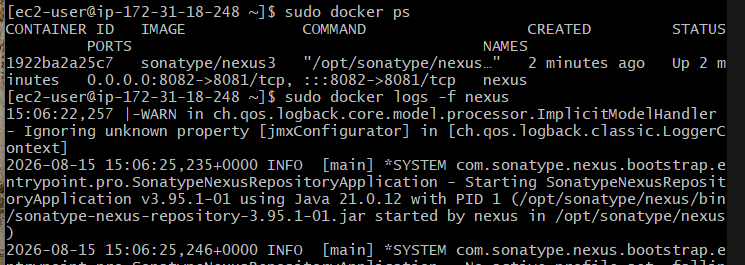 [ec2-user@ip-172-31-18-248 ~]$ sudo docker ps
CONTAINER ID   IMAGE             COMMAND                  CREATED         STATUS
         PORTS                                       NAMES
1922ba2a25c7   sonatype/nexus3   "/opt/sonatype/nexus…"   2 minutes ago   Up 2 m
inutes   0.0.0.0:8082->8081/tcp, :::8082->8081/tcp   nexus
[ec2-user@ip-172-31-18-248 ~]$ sudo docker logs -f nexus
15:06:22,257 |-WARN in ch.qos.logback.core.model.processor.ImplicitModelHandler
- Ignoring unknown property [jmxConfigurator] in [ch.qos.logback.classic.LoggerC
ontext]
2026-08-15 15:06:25,235+0000 INFO  [main] *SYSTEM com.sonatype.nexus.bootstrap.e
ntrypoint.pro.SonatypeNexusRepositoryApplication - Starting SonatypeNexusReposit
oryApplication v3.95.1-01 using Java 21.0.12 with PID 1 (/opt/sonatype/nexus/bin
/sonatype-nexus-repository-3.95.1-01.jar started by nexus in /opt/sonatype/nexus
)
2026-08-15 15:06:25,246+0000 INFO  [main] *SYSTEM com.sonatype.nexus.bootstrap.e